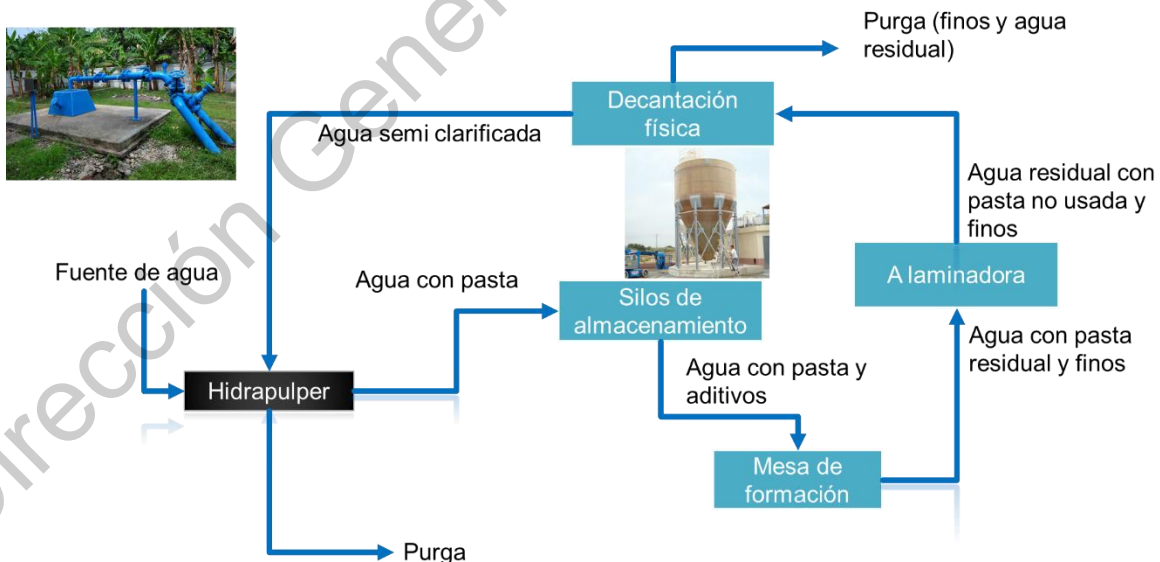 Purga (finos y agua
residual)
Decantación
física
Agua semi clarificada
Agua residual con
pasta no usada y
finos
Fuente de agua
Agua con pasta
A laminadora
Silos de
almacenamiento
Agua con pasta
residual y finos
Agua con pasta y
aditivos
Hidrapulper
Mesa de
formación
Purga
Dirección Gene